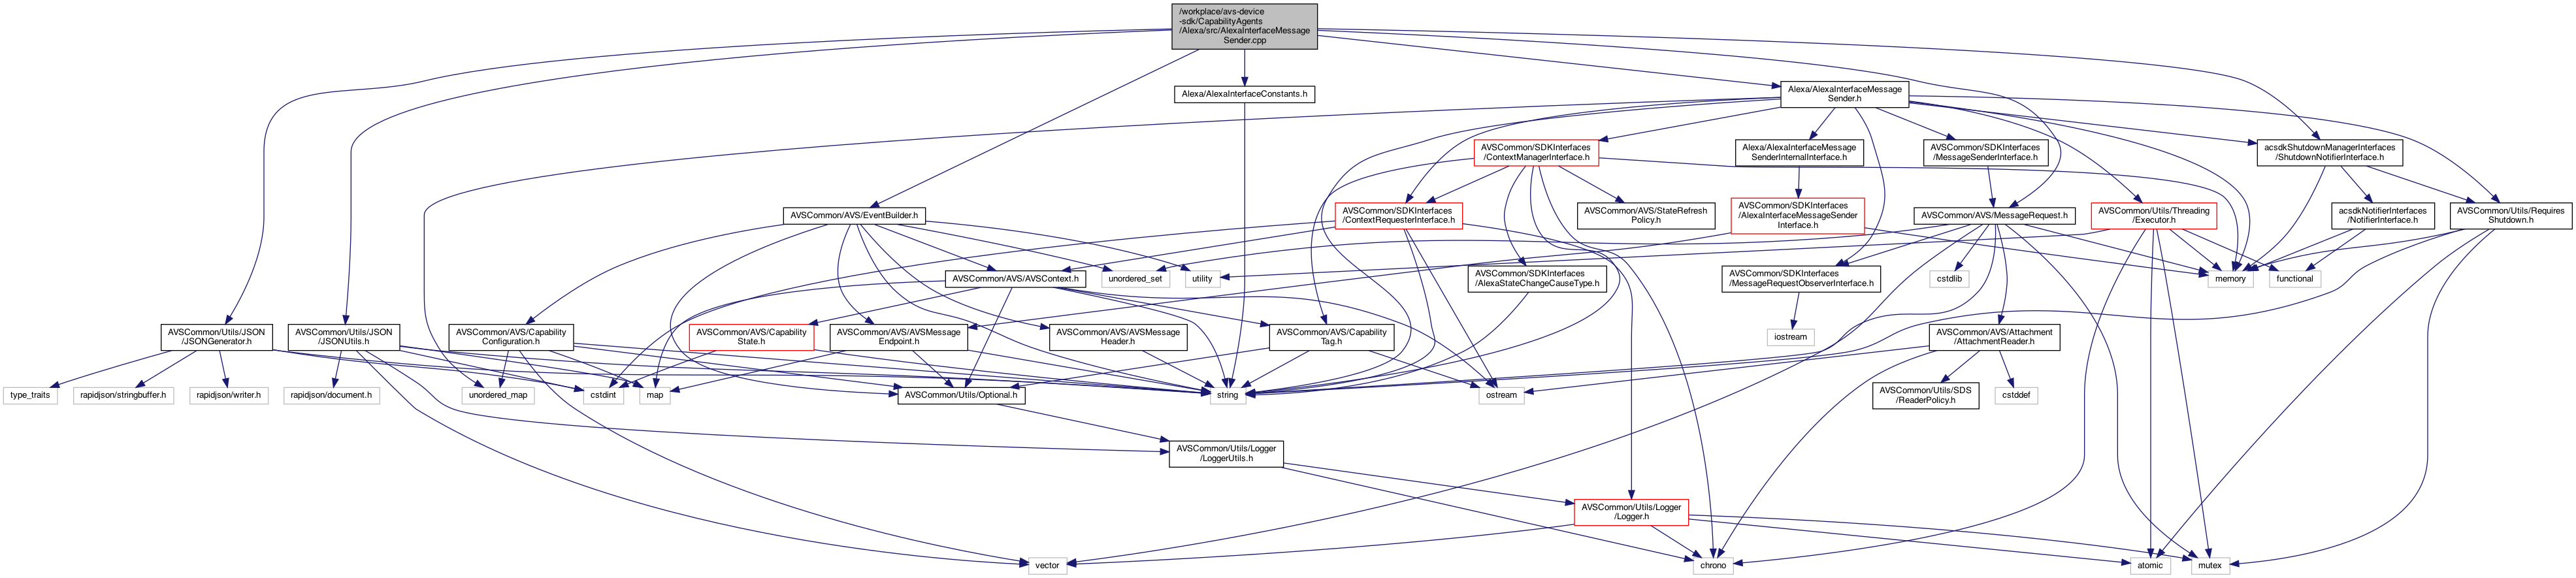 /workplace/avs-device
-sdk/CapabilityAgents
/Alexa/src/AlexaInterfaceMessage
Sender.cpp
Alexa/AlexaInterfaceConstants.h
Alexa/AlexaInterfaceMessage
Sender.h
AVSCommon/SDKInterfaces
/ContextManagerInterface.h
Alexa/AlexaInterfaceMessage
SenderInternalInterface.h
AVSCommon/SDKInterfaces
/MessageSenderInterface.h
acsdkShutdownManagerInterfaces
/ShutdownNotifierInterface.h
AVSCommon/AVS/EventBuilder.h
AVSCommon/SDKInterfaces
/ContextRequesterInterface.h
AVSCommon/AVS/StateRefresh
Policy.h
AVSCommon/SDKInterfaces
/AlexaInterfaceMessageSender
Interface.h
AVSCommon/AVS/MessageRequest.h
AVSCommon/Utils/Threading
/Executor.h
acsdkNotifierInterfaces
/NotifierInterface.h
AVSCommon/Utils/Requires
Shutdown.h
AVSCommon/AVS/AVSContext.h
unordered_set
utility
AVSCommon/SDKInterfaces
/AlexaStateChangeCauseType.h
AVSCommon/SDKInterfaces
/MessageRequestObserverInterface.h
cstdlib
memory
functional
AVSCommon/Utils/JSON
/JSONGenerator.h
AVSCommon/Utils/JSON
/JSONUtils.h
AVSCommon/AVS/Capability
Configuration.h
AVSCommon/AVS/Capability
State.h
AVSCommon/AVS/AVSMessage
Endpoint.h
AVSCommon/AVS/AVSMessage
Header.h
AVSCommon/AVS/Capability
Tag.h
iostream
AVSCommon/AVS/Attachment
/AttachmentReader.h
type_traits
rapidjson/stringbuffer.h
rapidjson/writer.h
rapidjson/document.h
unordered_map
cstdint
map
AVSCommon/Utils/Optional.h
string
ostream
AVSCommon/Utils/SDS
/ReaderPolicy.h
cstddef
AVSCommon/Utils/Logger
/LoggerUtils.h
AVSCommon/Utils/Logger
/Logger.h
vector
chrono
atomic
mutex